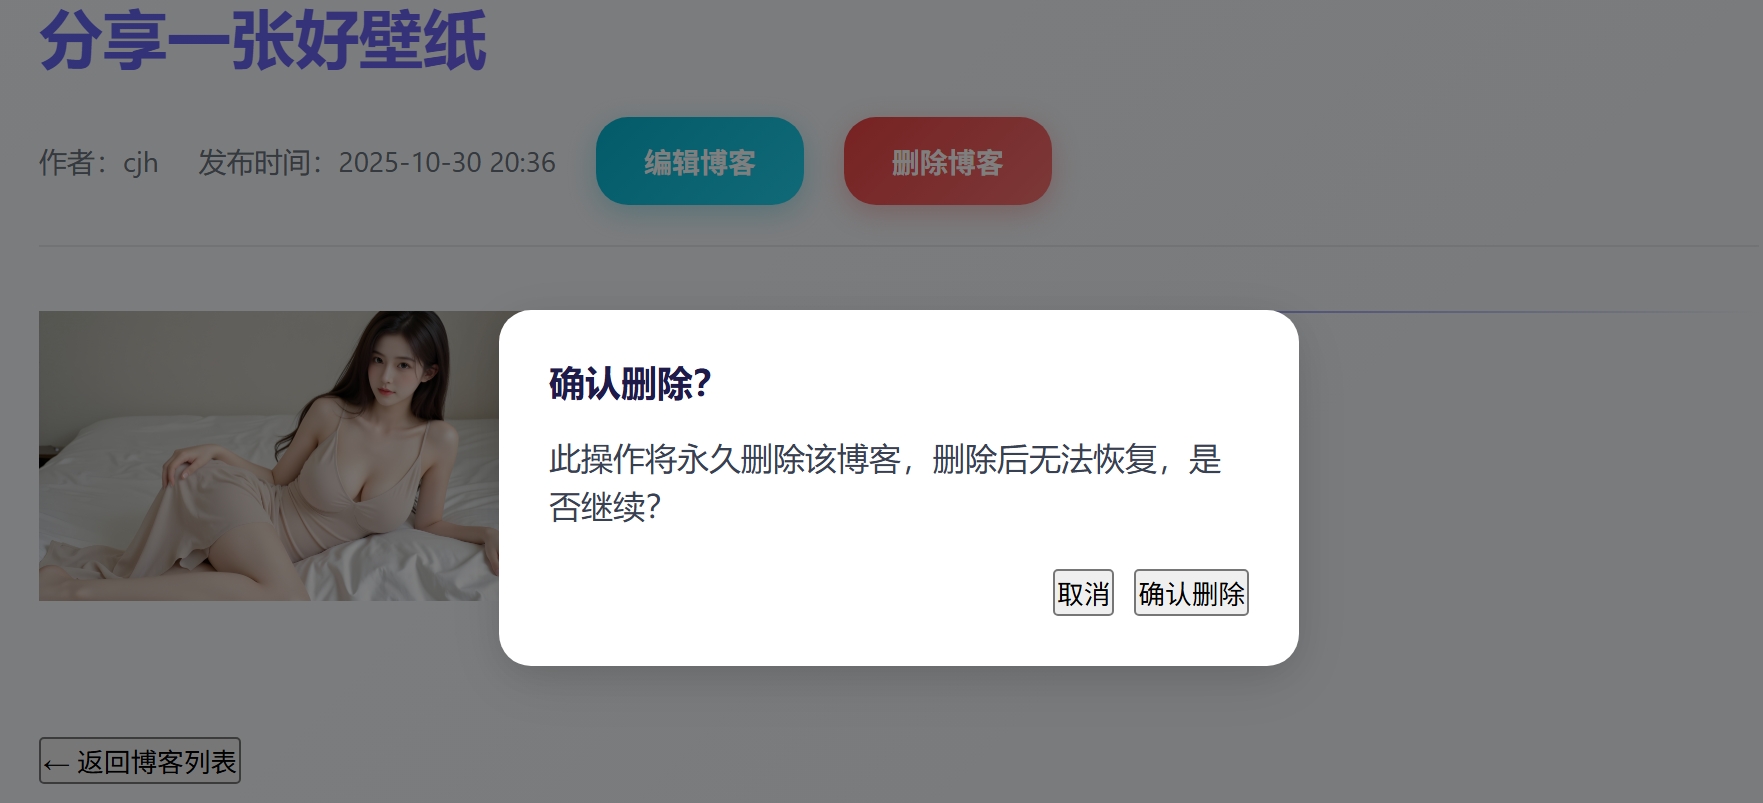 分享一张好壁纸
作者：cjh 发布时间：2025-10-30 20:36 编辑博客 删除博客
确认删除？
此操作将永久删除该博客，删除后无法恢复，是
否继续？
取消 确认删除
← 返回博客列表